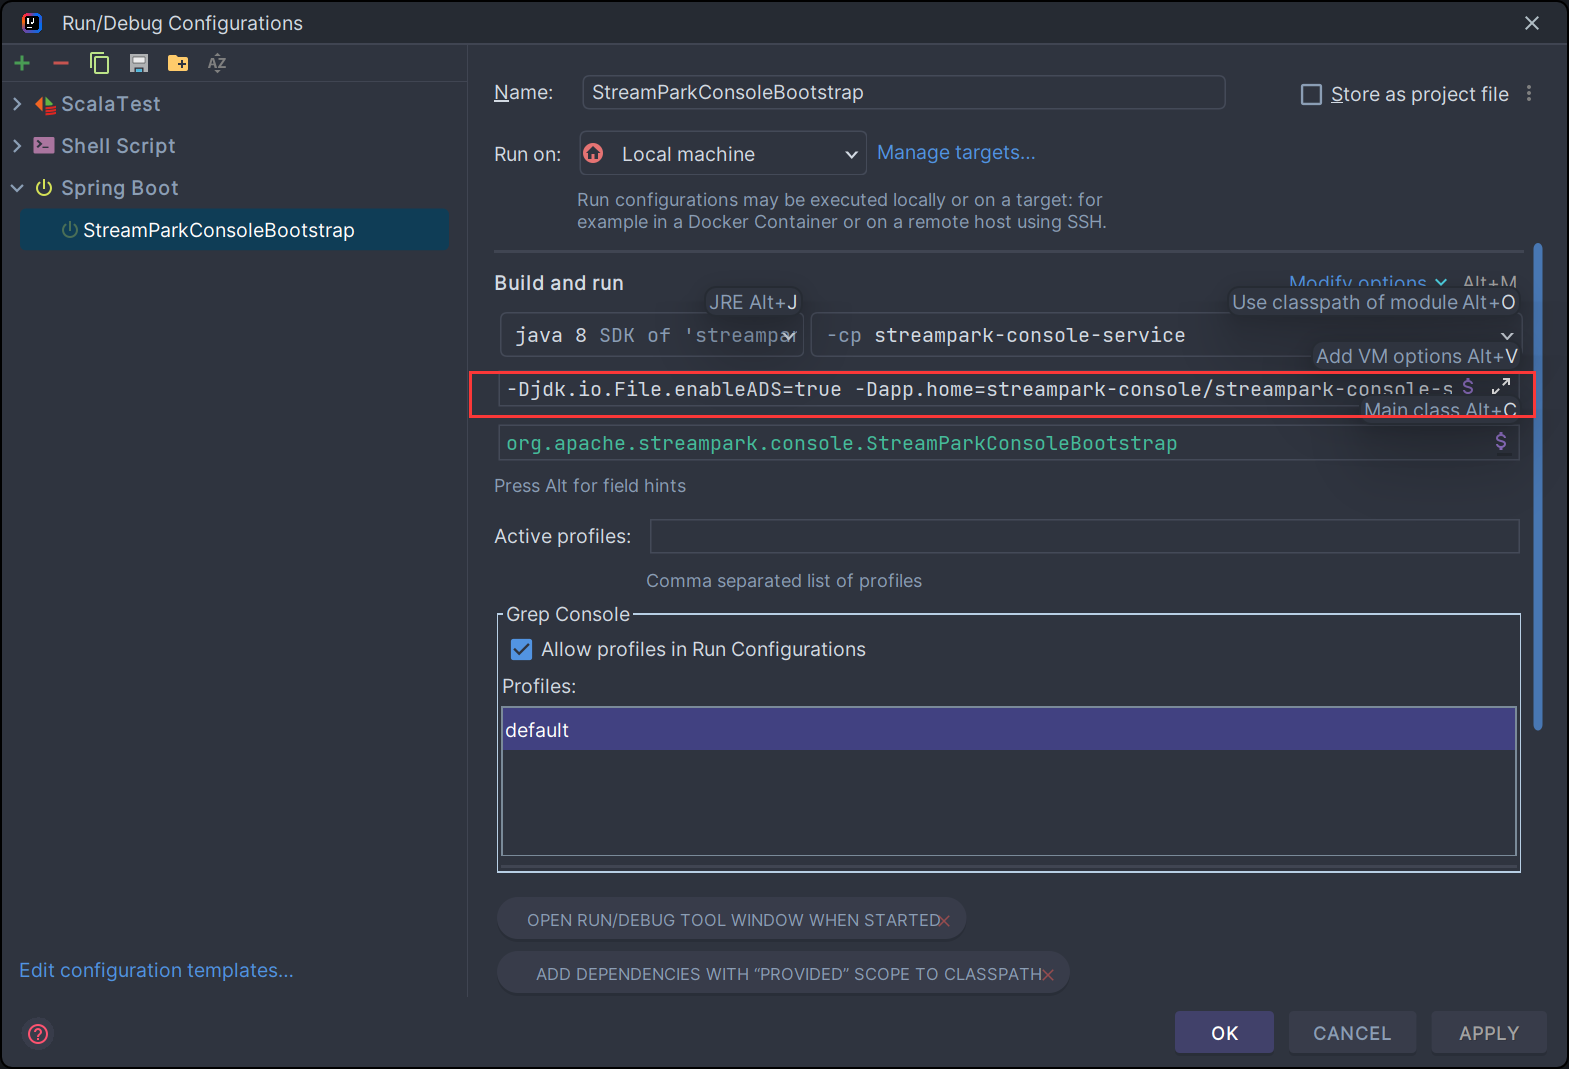 Run/Debug Configurations
ScalaTest
Shell Script
Spring Boot
StreamParkConsoleBootstrap
Edit configuration templates...
Name:
StreamParkConsoleBootstrap
Store as project file
Run on:
Local machine
Manage targets...
Run configurations may be executed locally or on a target: for
example in a Docker Container or on a remote host using SSH.
Build and run
Modify options
Alt+M
JRE Alt+J
Use classpath of module Alt+O
java 8 SDK of 'streampar
-cp streampark-console-service
Add VM options Alt+V
-Djdk.io.File.enableADS=true -Dapp.home=streampark-console/streampark-console-s
Main class Alt+C
org.apache.streampark.console.StreamParkConsoleBootstrap
Press Alt for field hints
Active profiles:
Comma separated list of profiles
Grep Console
Allow profiles in Run Configurations
Profiles:
default
OPEN RUN/DEBUG TOOL WINDOW WHEN STARTED
ADD DEPENDENCIES WITH “PROVIDED” SCOPE TO CLASSPATH
OK
CANCEL
APPLY